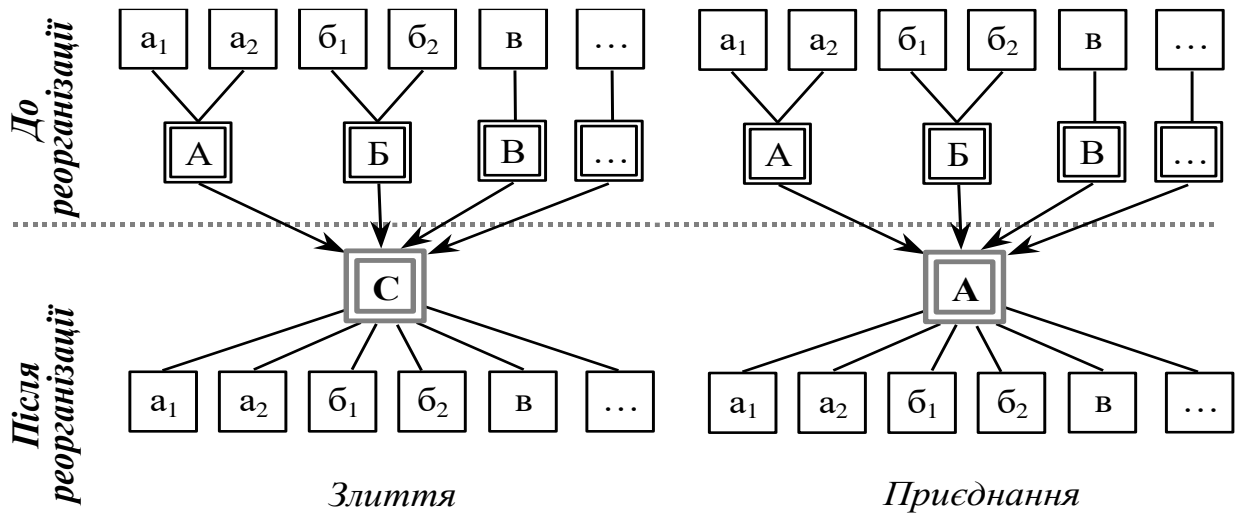 До
реорганізації
а₁ а₂ б₁ б₂ в …
А Б В …
а₁ а₂ б₁ б₂ в …
А Б В …
Після
реорганізації
С
а₁ а₂ б₁ б₂ в …
А
а₁ а₂ б₁ б₂ в …
Злиття
Приєднання